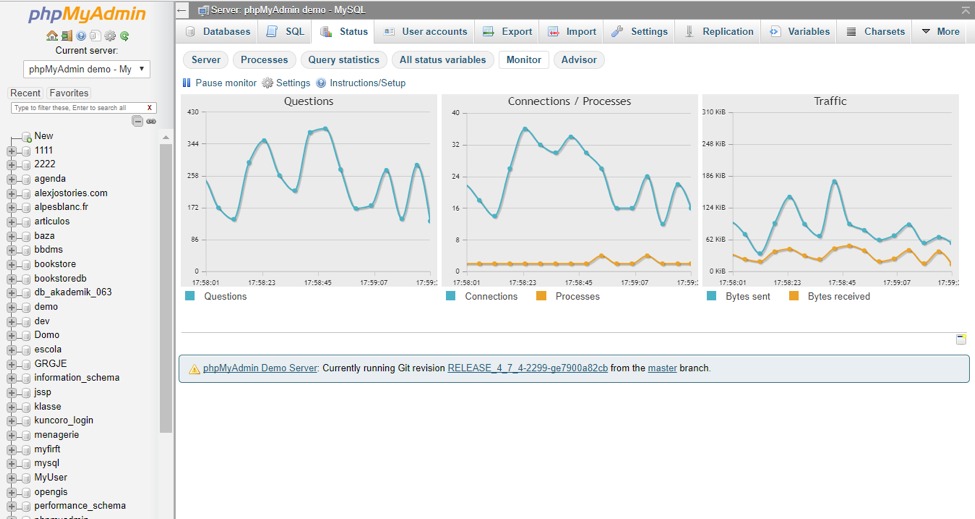 phpMyAdmin
Current server:
phpMyAdmin demo - My
Recent Favorites
Type to filter these, Enter to search all X
New
1111
2222
agenda
alexjostories.com
alpesblanc.fr
articulos
baza
bbdms
bookstore
bookstoredb
db_akademik_063
demo
dev
Domo
escola
GRGJE
information_schema
jssp
klasse
kuncoro_login
menagerie
myfirft
mysql
MyUser
opengis
performance_schema
phpmyadmin
Server: phpMyAdmin demo - MySQL
Databases SQL Status User accounts Export Import Settings Replication Variables Charsets More
Server Processes Query statistics All status variables Monitor Advisor
Pause monitor Settings Instructions/Setup
Questions
430
344
258
172
86
0
17:58:01 17:58:23 17:58:45 17:59:07 17:59:
Questions
Connections / Processes
40
32
24
16
8
0
17:58:01 17:58:23 17:58:45 17:59:07 17:59:
Connections Processes
Traffic
310 KiB
248 KiB
186 KiB
124 KiB
62 KiB
0 KiB
17:58:01 17:58:23 17:58:45 17:59:07 17:59:
Bytes sent Bytes received
phpMyAdmin Demo Server: Currently running Git revision RELEASE_4_7_4-2299-ge7900a82cb from the master branch.